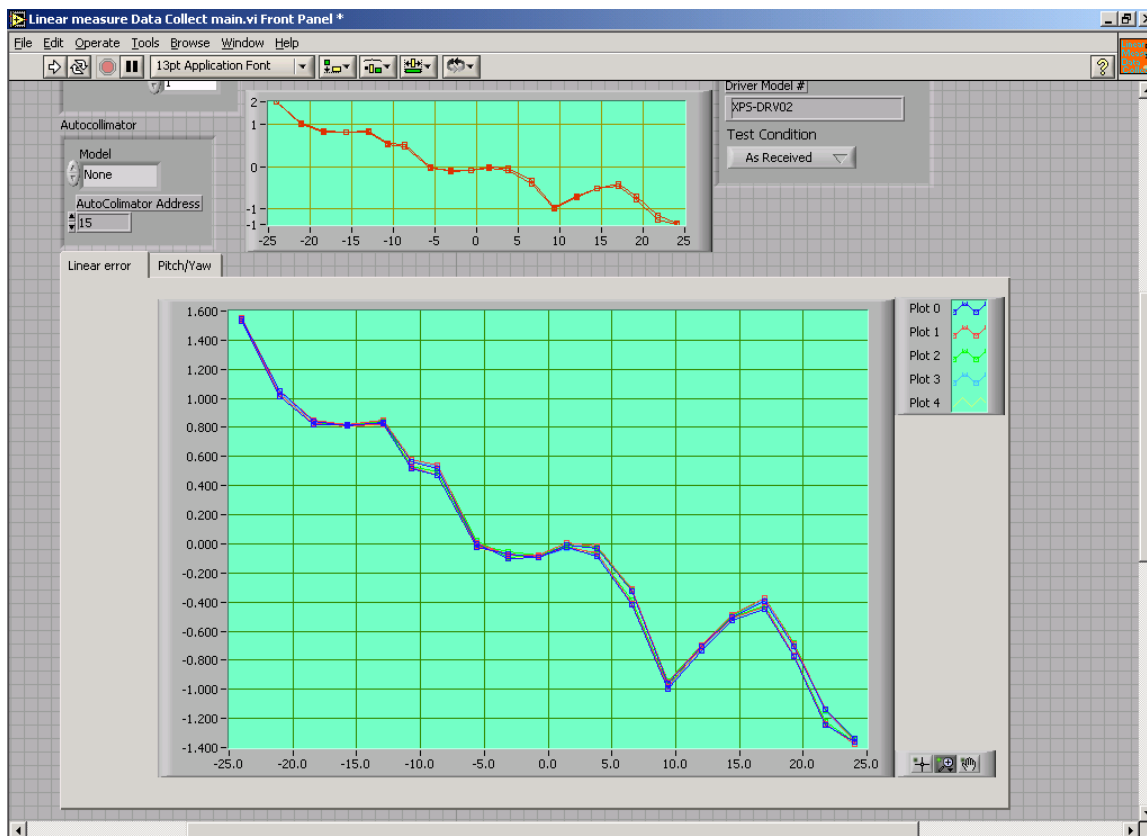 Linear measure Data Collect main.vi Front Panel *
File Edit Operate Tools Browse Window Help
13pt Application Font
?
1
Driver Model #
XPS-DRV02
Test Condition
As Received
Autocollimator
Model
None
AutoColimator Address
15
2
1
0
-1
-1
-25 -20 -15 -10 -5 0 5 10 15 20 25
Linear error Pitch/Yaw
1.600
1.400
1.200
1.000
0.800
0.600
0.400
0.200
0.000
-0.200
-0.400
-0.600
-0.800
-1.000
-1.200
-1.400
-25.0 -20.0 -15.0 -10.0 -5.0 0.0 5.0 10.0 15.0 20.0 25.0
Plot 0
Plot 1
Plot 2
Plot 3
Plot 4